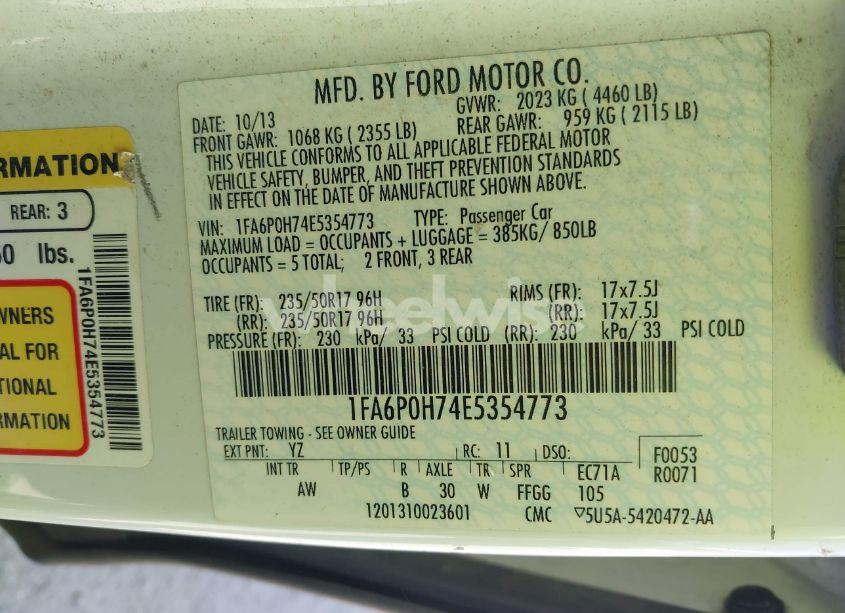 MFD. BY FORD MOTOR CO.
DATE: 10/13 GVWR: 2023 KG ( 4460 LB)
FRONT GAWR: 1068 KG ( 2355 LB) REAR GAWR: 959 KG ( 2115 LB)
THIS VEHICLE CONFORMS TO ALL APPLICABLE FEDERAL MOTOR
VEHICLE SAFETY, BUMPER, AND THEFT PREVENTION STANDARDS
IN EFFECT ON THE DATE OF MANUFACTURE SHOWN ABOVE.
VIN: 1FA6P0H74E5354773 TYPE: Passenger Car
MAXIMUM LOAD = OCCUPANTS + LUGGAGE = 385KG/ 850LB
OCCUPANTS = 5 TOTAL; 2 FRONT, 3 REAR
TIRE (FR): 235/50R17 96H RIMS (FR): 17x7.5J
(RR): 235/50R17 96H (RR): 17x7.5J
PRESSURE (FR): 230 kPa/ 33 PSI COLD (RR): 230 kPa/ 33 PSI COLD
1FA6P0H74E5354773
TRAILER TOWING - SEE OWNER GUIDE
EXT PNT: YZ RC: 11 DSO: F0053
R0071
INT TR TP/PS R AXLE TR SPR EC71A
AW B 30 W FFGG 105
1201310023601 CMC ▽5U5A-5420472-AA
RMATION
REAR: 3
50 lbs.
1FA6P0H74E5354773
OWNERS
AL FOR
TIONAL
FORMATION
wheelwise